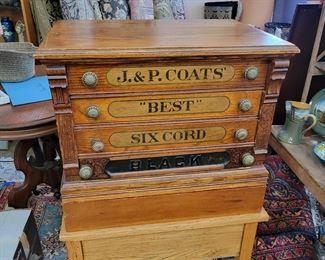 J. & P. COATS'
"BEST"
SIX CORD
BLACK